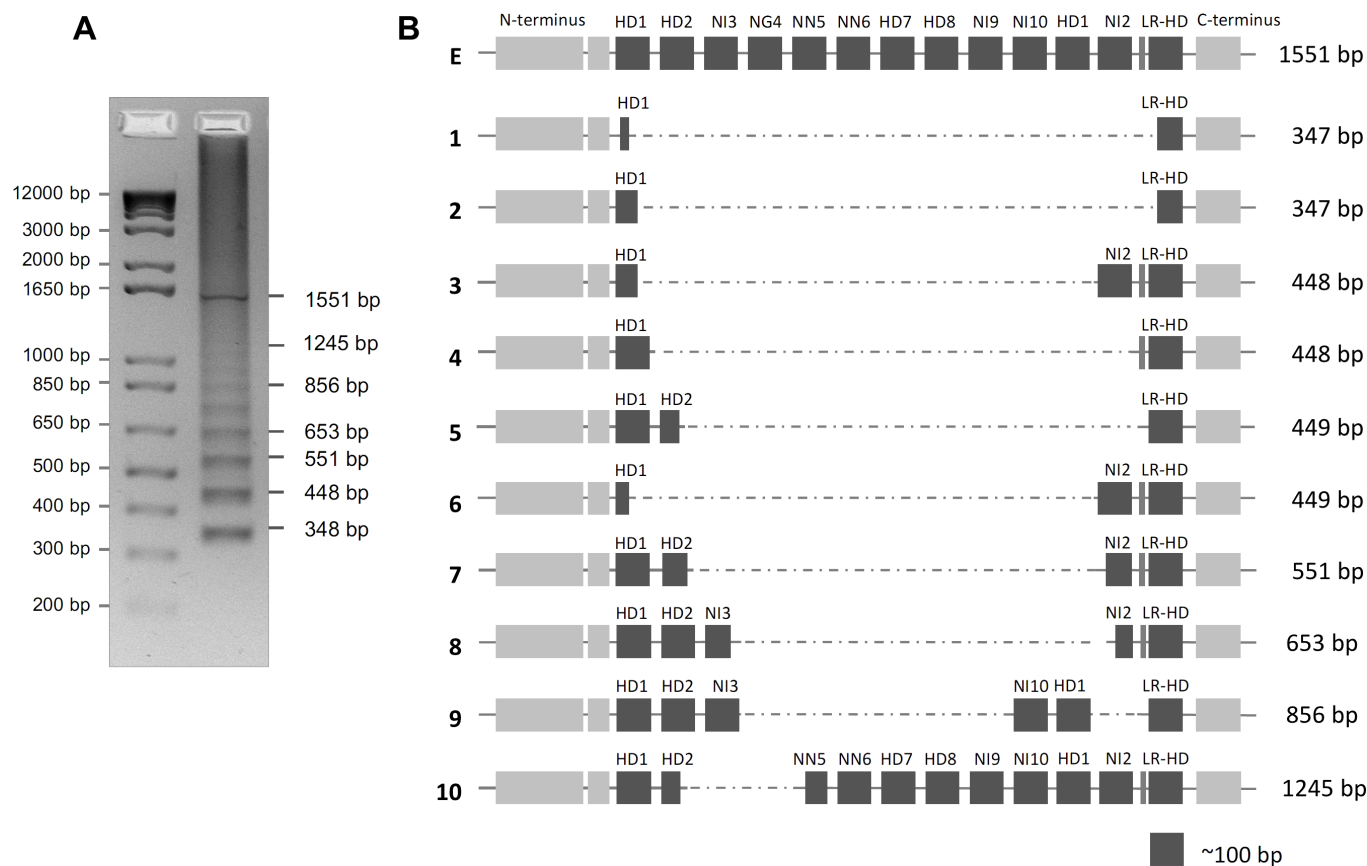 A
12000 bp
3000 bp
2000 bp
1650 bp
1000 bp
850 bp
650 bp
500 bp
400 bp
300 bp
200 bp
1551 bp
1245 bp
856 bp
653 bp
551 bp
448 bp
348 bp
B
N-terminus HD1 HD2 NI3 NG4 NN5 NN6 HD7 HD8 NI9 NI10 HD1 NI2 LR-HD C-terminus
E 1551 bp
HD1 LR-HD
1 347 bp
HD1 LR-HD
2 347 bp
HD1 NI2 LR-HD
3 448 bp
HD1 LR-HD
4 448 bp
HD1 HD2 LR-HD
5 449 bp
HD1 NI2 LR-HD
6 449 bp
HD1 HD2 NI2 LR-HD
7 551 bp
HD1 HD2 NI3 NI2 LR-HD
8 653 bp
HD1 HD2 NI3 NI10 HD1 LR-HD
9 856 bp
HD1 HD2 NN5 NN6 HD7 HD8 NI9 NI10 HD1 NI2 LR-HD
10 1245 bp
~100 bp